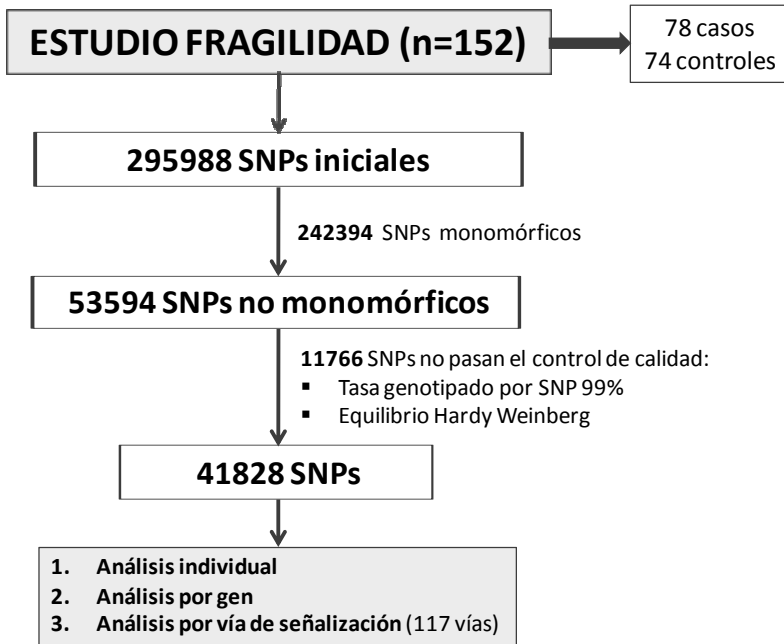 ESTUDIO FRAGILIDAD (n=152)
78 casos
74 controles
295988 SNPs iniciales
242394 SNPs monomórficos
53594 SNPs no monomórficos
11766 SNPs no pasan el control de calidad:
▪ Tasa genotipado por SNP 99%
▪ Equilibrio Hardy Weinberg
41828 SNPs
1. Análisis individual
2. Análisis por gen
3. Análisis por vía de señalización (117 vías)